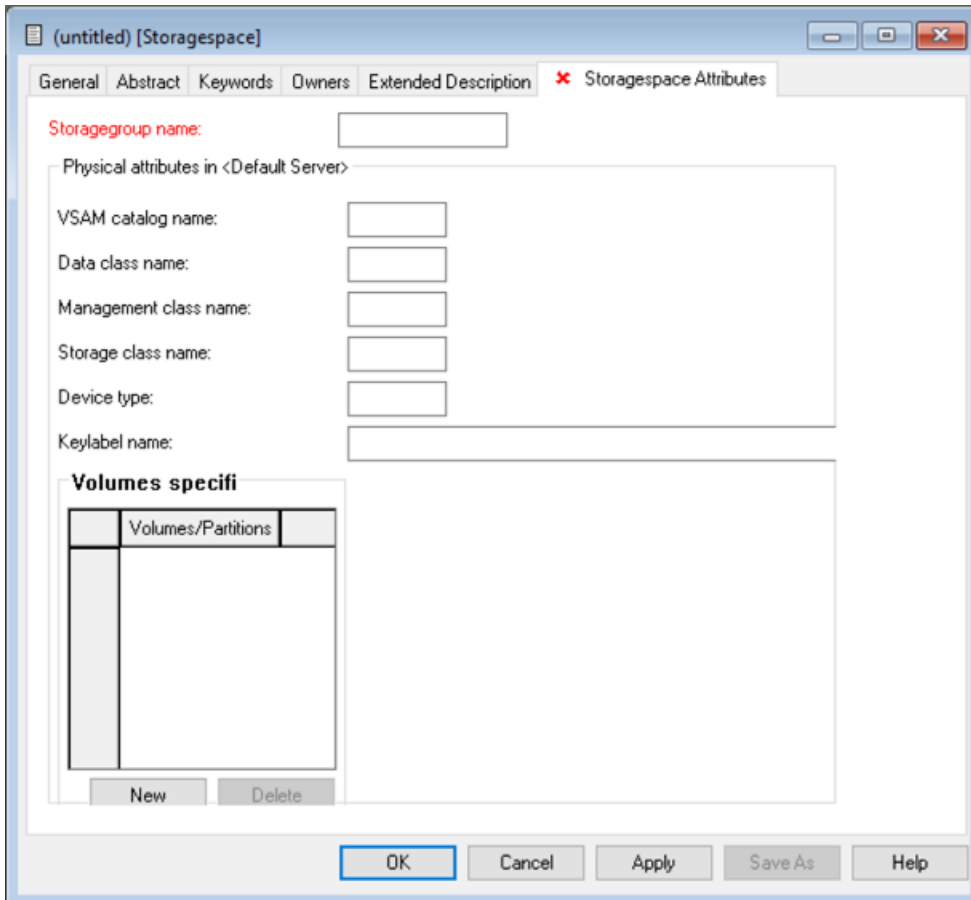 (untitled) [Storagespace]
General Abstract Keywords Owners Extended Description Storagespace Attributes
Storagegroup name:
Physical attributes in <Default Server>
VSAM catalog name:
Data class name:
Management class name:
Storage class name:
Device type:
Keylabel name:
Volumes specifi
Volumes/Partitions
New Delete
OK Cancel Apply Save As Help